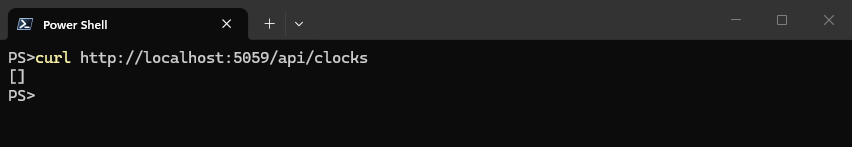 Power Shell
PS>curl http://localhost:5059/api/clocks
[]
PS>